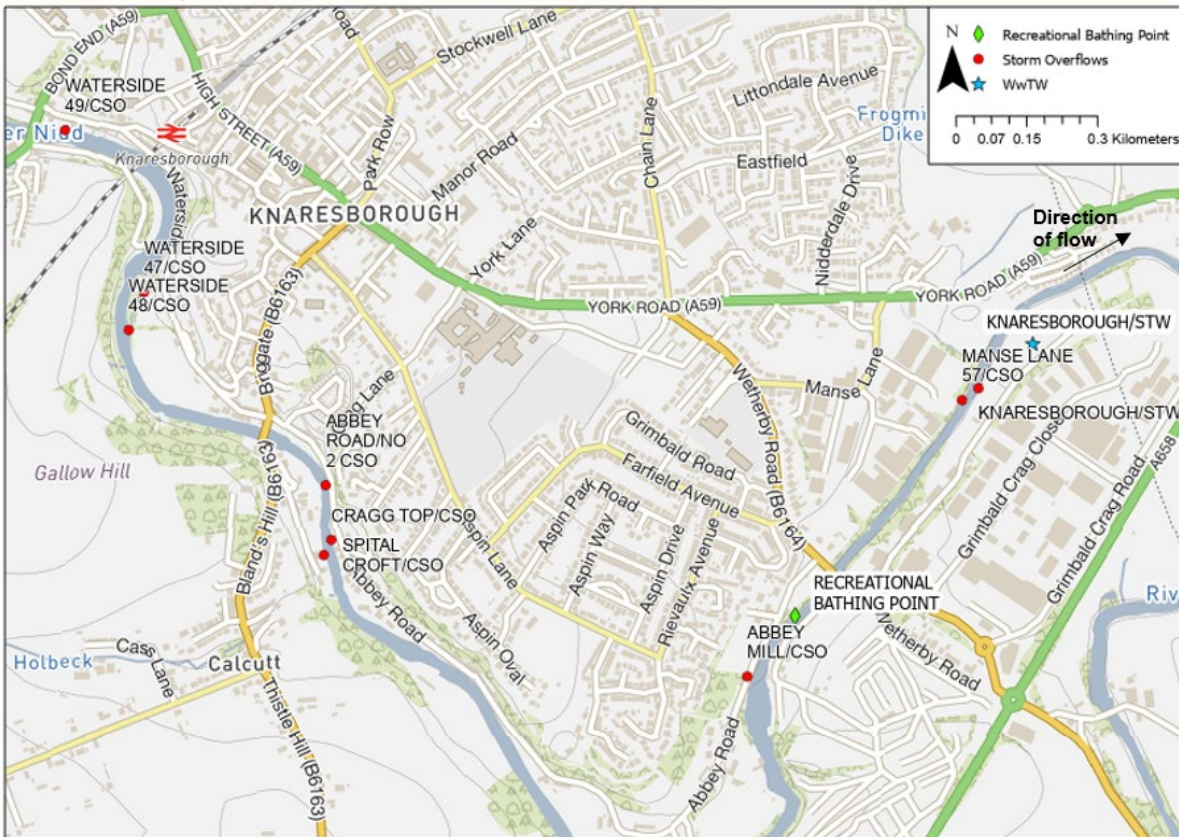 BOND END (A59)
WATERSIDE
49/CSO
Nidd
Knaresborough
HIGH STREET (A59)
Stockwell Lane
Park Row
Manor Road
Chain Lane
Littondale Avenue
Eastfield
Nidderdale Drive
Frogmi
Dike
N
Recreational Bathing Point
Storm Overflows
WwTW
0 0.07 0.15 0.3 Kilometers
Direction
of flow
KNARESBOROUGH
York Lane
YORK ROAD (A59)
YORK ROAD (A59)
WATERSIDE
47/CSO
WATERSIDE
48/CSO
KNARESBOROUGH/STW
MANSE LANE
57/CSO
KNARESBOROUGH/STW
Manse Lane
Wetherby Road (B6164)
Briggate (B6163)
ABBEY
ROAD/NO
2 CSO
CRAGG TOP/CSO
SPITAL
CROFT/CSO
Gallow Hill
Bland's Hill (B6163)
Abbey Road
Aspin Lane
Aspin Oval
Aspin Park Road
Aspin Way
Aspin Drive
Rievaulx Avenue
Grimbald Road
Farfield Avenue
Grimbald Crag Close
Grimbald Crag Road
A658
RECREATIONAL
BATHING POINT
ABBEY
MILL/CSO
Wetherby Road
Abbey Road
Riv
Holbeck
Cass Lane
Calcutt
Thistle Hill (B6163)